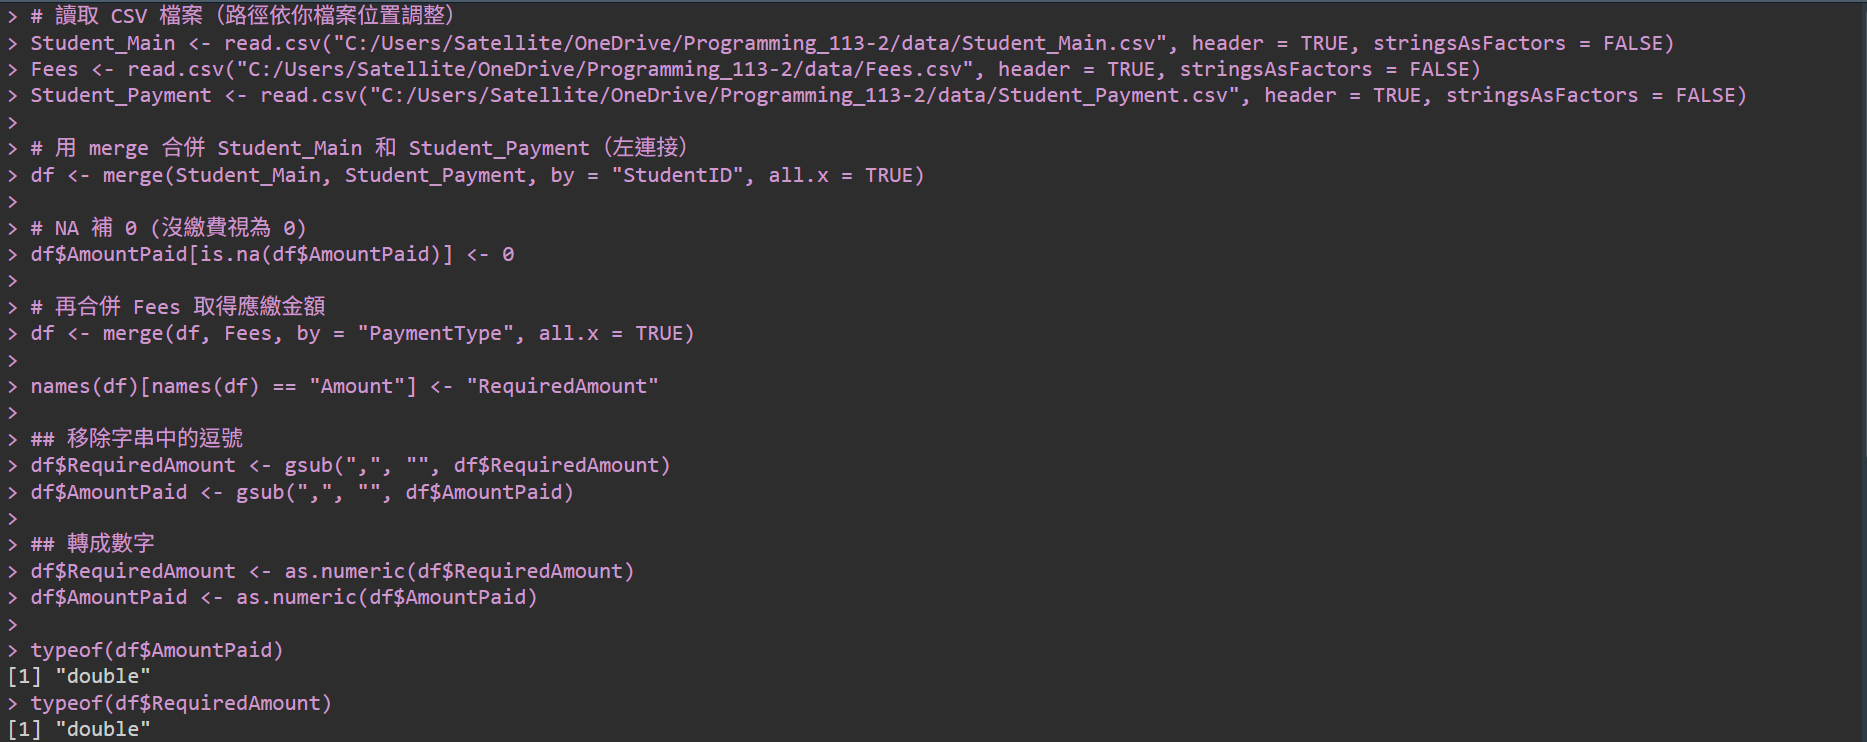 > # 讀取 CSV 檔案（路徑依你檔案位置調整）
> Student_Main <- read.csv("C:/Users/Satellite/OneDrive/Programming_113-2/data/Student_Main.csv", header = TRUE, stringsAsFactors = FALSE)
> Fees <- read.csv("C:/Users/Satellite/OneDrive/Programming_113-2/data/Fees.csv", header = TRUE, stringsAsFactors = FALSE)
> Student_Payment <- read.csv("C:/Users/Satellite/OneDrive/Programming_113-2/data/Student_Payment.csv", header = TRUE, stringsAsFactors = FALSE)
>
> # 用 merge 合併 Student_Main 和 Student_Payment（左連接）
> df <- merge(Student_Main, Student_Payment, by = "StudentID", all.x = TRUE)
>
> # NA 補 0 (沒繳費視為 0)
> df$AmountPaid[is.na(df$AmountPaid)] <- 0
>
> # 再合併 Fees 取得應繳金額
> df <- merge(df, Fees, by = "PaymentType", all.x = TRUE)
>
> names(df)[names(df) == "Amount"] <- "RequiredAmount"
>
> ## 移除字串中的逗號
> df$RequiredAmount <- gsub(",", "", df$RequiredAmount)
> df$AmountPaid <- gsub(",", "", df$AmountPaid)
>
> ## 轉成數字
> df$RequiredAmount <- as.numeric(df$RequiredAmount)
> df$AmountPaid <- as.numeric(df$AmountPaid)
>
> typeof(df$AmountPaid)
[1] "double"
> typeof(df$RequiredAmount)
[1] "double"